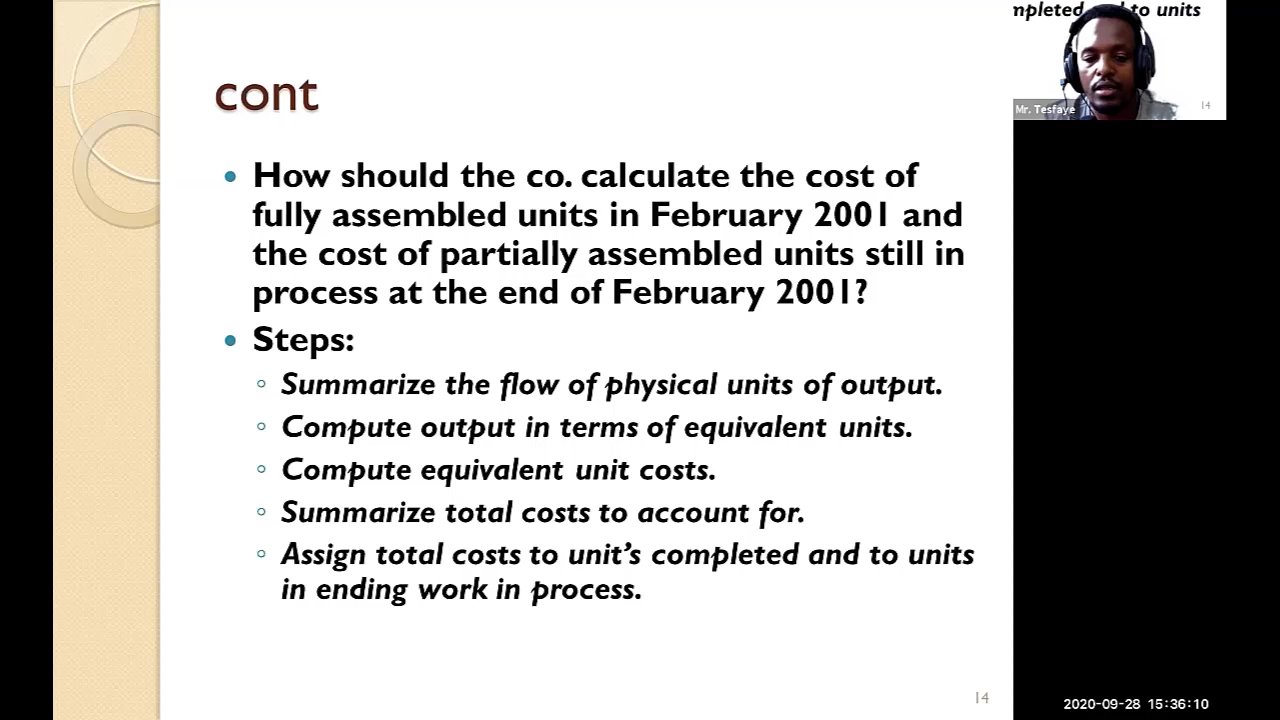 mpleted and to units
Mr. Tesfaye
14
cont
How should the co. calculate the cost of
fully assembled units in February 2001 and
the cost of partially assembled units still in
process at the end of February 2001?
Steps:
Summarize the flow of physical units of output.
Compute output in terms of equivalent units.
Compute equivalent unit costs.
Summarize total costs to account for.
Assign total costs to unit’s completed and to units
in ending work in process.
14
2020-09-28 15:36:10